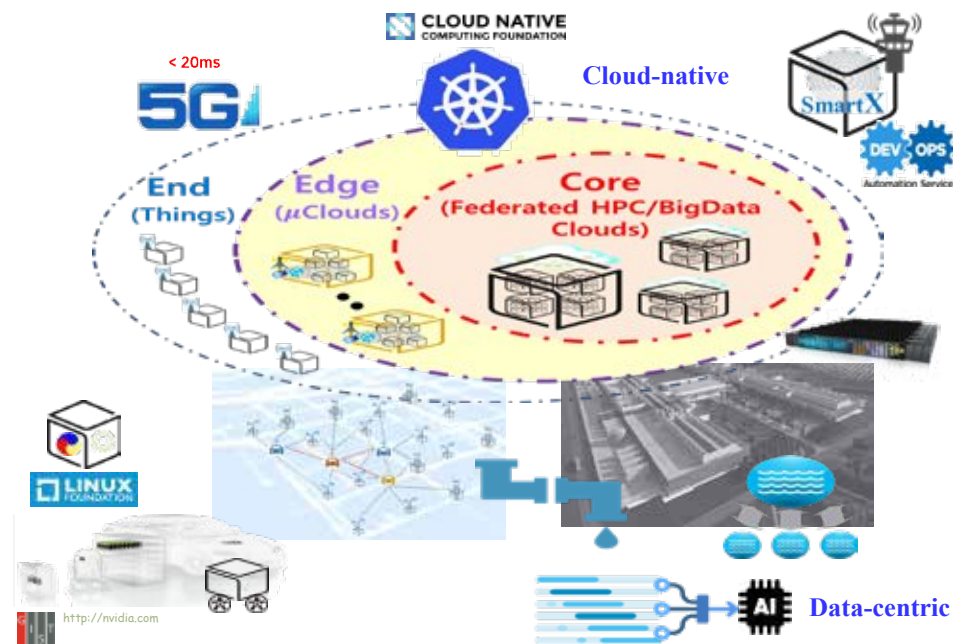 CLOUD NATIVE
COMPUTING FOUNDATION
< 20ms
5G
Cloud-native
SmartX
DEV OPS
Automation Service
End
(Things)
Edge
(μClouds)
Core
(Federated HPC/BigData
Clouds)
LINUX
FOUNDATION
http://nvidia.com
G I S T
AI
Data-centric